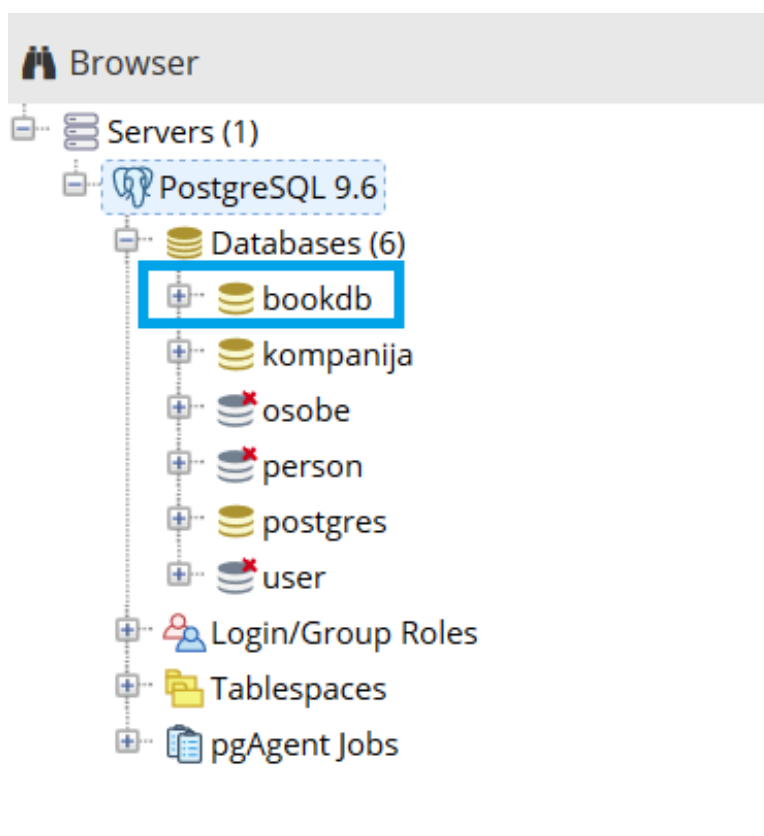 Browser
Servers (1)
PostgreSQL 9.6
Databases (6)
bookdb
kompanija
osobe
person
postgres
user
Login/Group Roles
Tablespaces
pgAgent Jobs